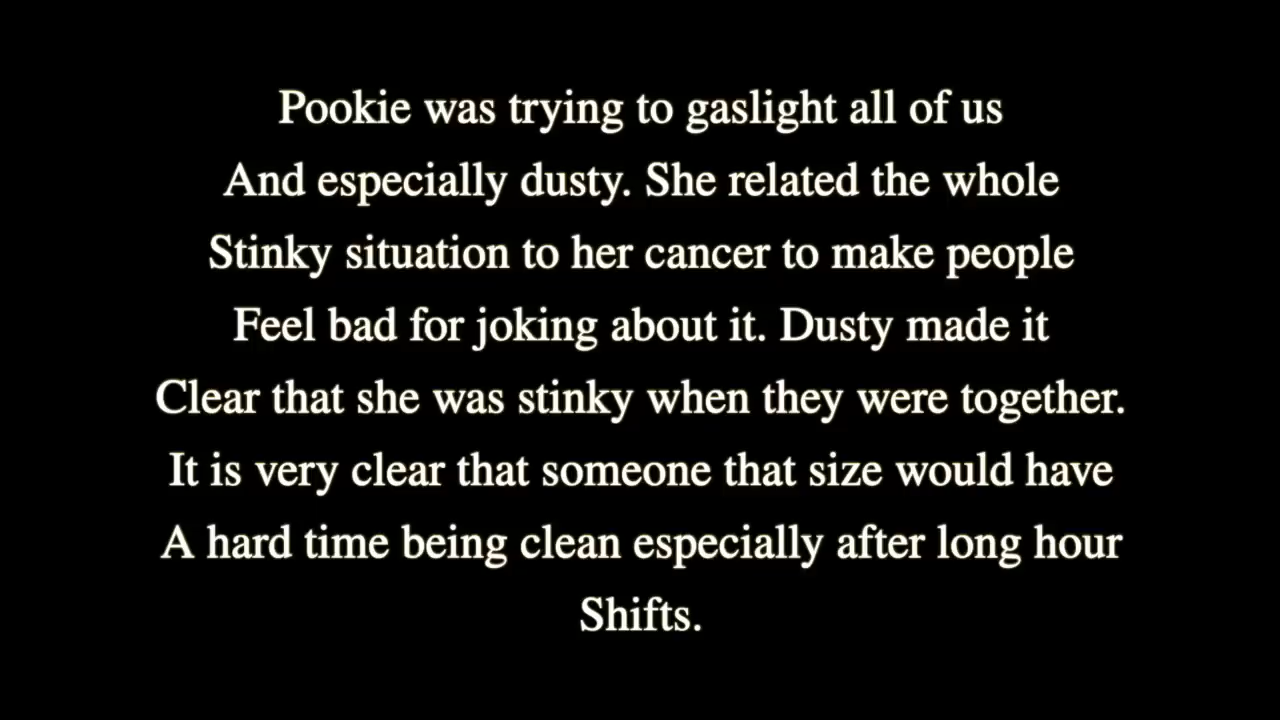 Pookie was trying to gaslight all of us
And especially dusty. She related the whole
Stinky situation to her cancer to make people
Feel bad for joking about it. Dusty made it
Clear that she was stinky when they were together.
It is very clear that someone that size would have
A hard time being clean especially after long hour
Shifts.